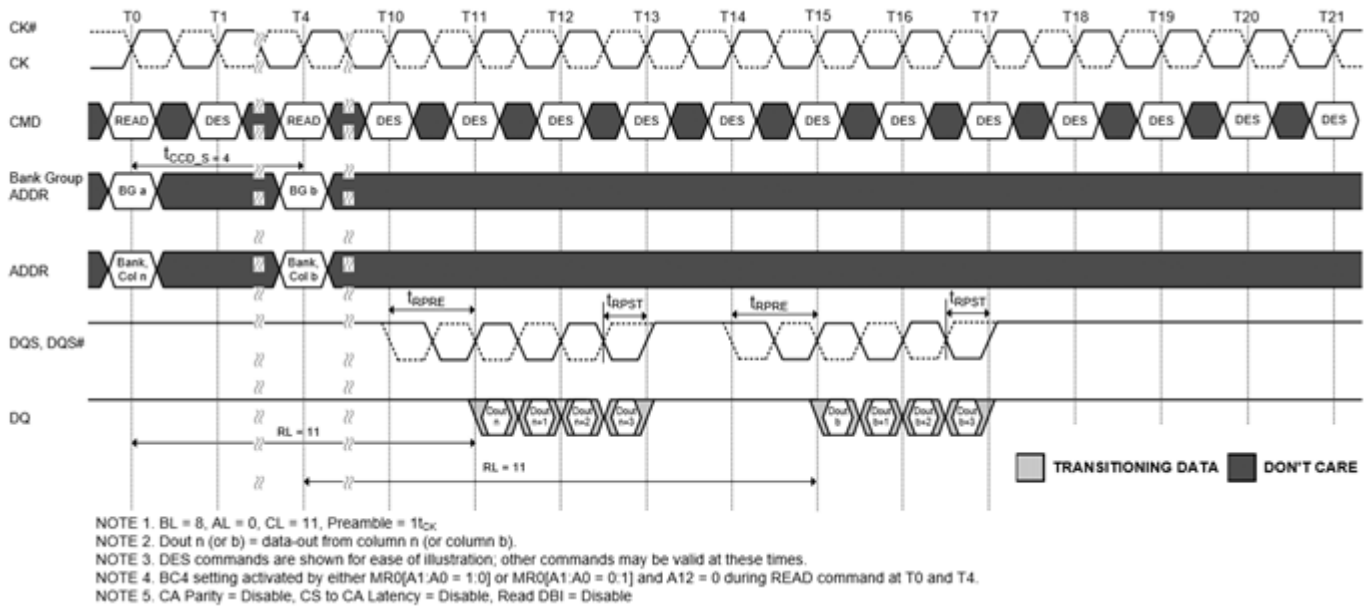 T0 T1 T4 T10 T11 T12 T13 T14 T15 T16 T17 T18 T19 T20 T21
CK#
CK
CMD READ DES READ DES DES DES DES DES DES DES DES DES DES DES DES
tCCD_S = 4
Bank Group
ADDR
BG a BG b
ADDR
Bank,
Col n
Bank,
Col b
tRPRE tRPST tRPRE tRPST
DQS, DQS#
DQ
Dout
n
Dout
n+1
Dout
n+2
Dout
n+3
Dout
b
Dout
b+1
Dout
b+2
Dout
b+3
RL = 11
RL = 11
TRANSITIONING DATA DON'T CARE
NOTE 1. BL = 8, AL = 0, CL = 11, Preamble = 1tCK
NOTE 2. Dout n (or b) = data-out from column n (or column b).
NOTE 3. DES commands are shown for ease of illustration; other commands may be valid at these times.
NOTE 4. BC4 setting activated by either MR0[A1:A0 = 1:0] or MR0[A1:A0 = 0:1] and A12 = 0 during READ command at T0 and T4.
NOTE 5. CA Parity = Disable, CS to CA Latency = Disable, Read DBI = Disable